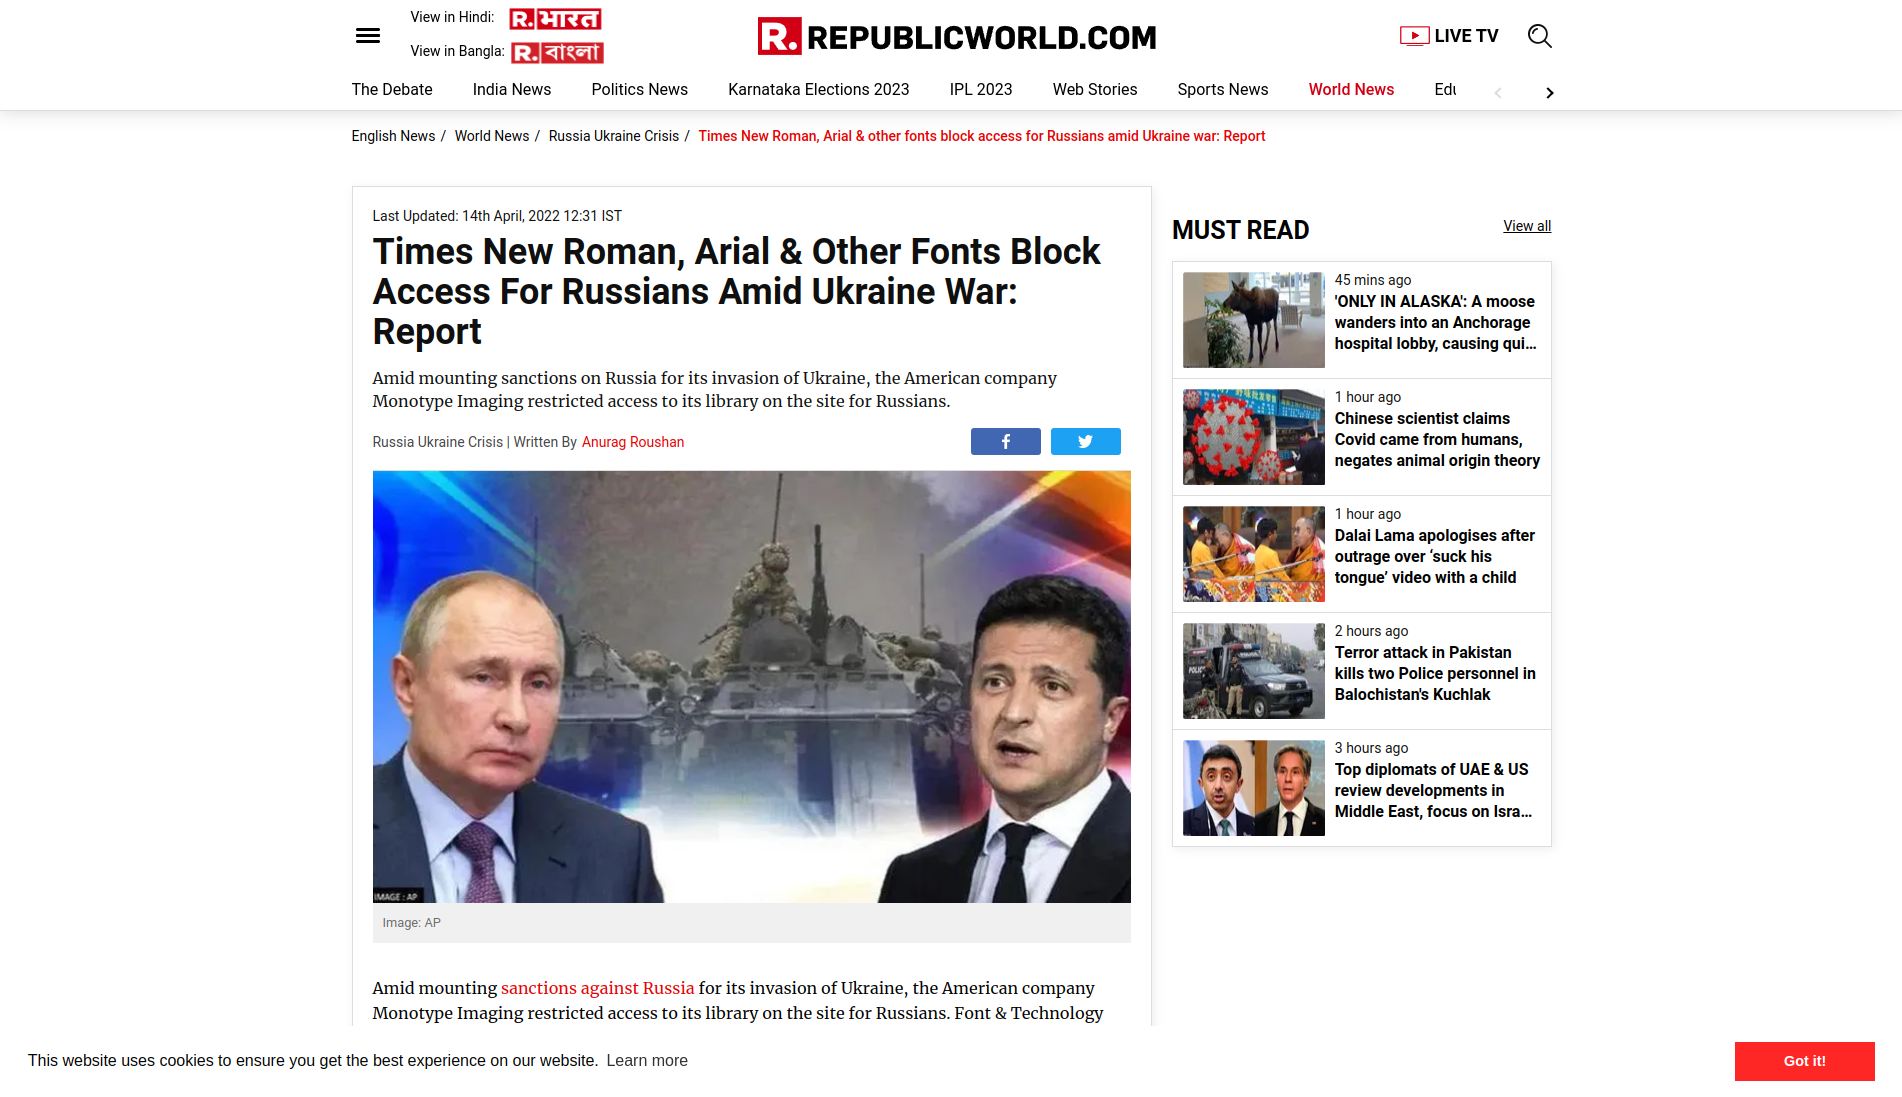 View in Hindi: R.भारत
View in Bangla: R.বাংলা
R. REPUBLICWORLD.COM
LIVE TV
The Debate India News Politics News Karnataka Elections 2023 IPL 2023 Web Stories Sports News World News
English News / World News / Russia Ukraine Crisis / Times New Roman, Arial & other fonts block access for Russians amid Ukraine war: Report
Last Updated: 14th April, 2022 12:31 IST
Times New Roman, Arial & Other Fonts Block
Access For Russians Amid Ukraine War:
Report
Amid mounting sanctions on Russia for its invasion of Ukraine, the American company
Monotype Imaging restricted access to its library on the site for Russians.
Russia Ukraine Crisis | Written By Anurag Roushan
IMAGE : AP
Image: AP
Amid mounting sanctions against Russia for its invasion of Ukraine, the American company
Monotype Imaging restricted access to its library on the site for Russians. Font & Technology
MUST READ
View all
45 mins ago
'ONLY IN ALASKA': A moose
wanders into an Anchorage
hospital lobby, causing qui...
1 hour ago
Chinese scientist claims
Covid came from humans,
negates animal origin theory
1 hour ago
Dalai Lama apologises after
outrage over ‘suck his
tongue’ video with a child
2 hours ago
Terror attack in Pakistan
kills two Police personnel in
Balochistan's Kuchlak
3 hours ago
Top diplomats of UAE & US
review developments in
Middle East, focus on Isra...
This website uses cookies to ensure you get the best experience on our website. Learn more
Got it!